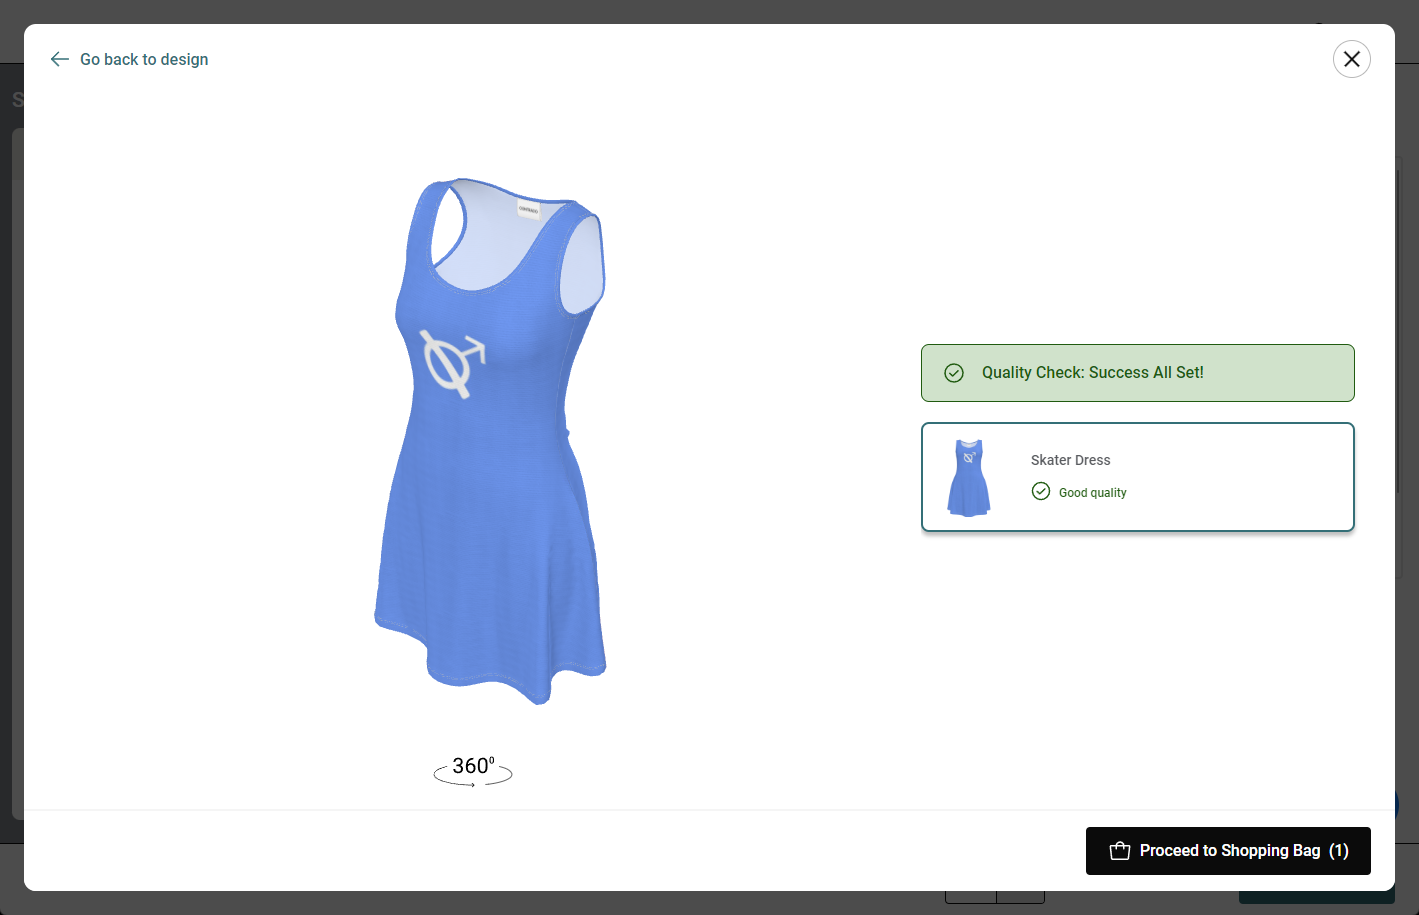 Go back to design
Quality Check: Success All Set!
Skater Dress
Good quality
360°
Proceed to Shopping Bag (1)